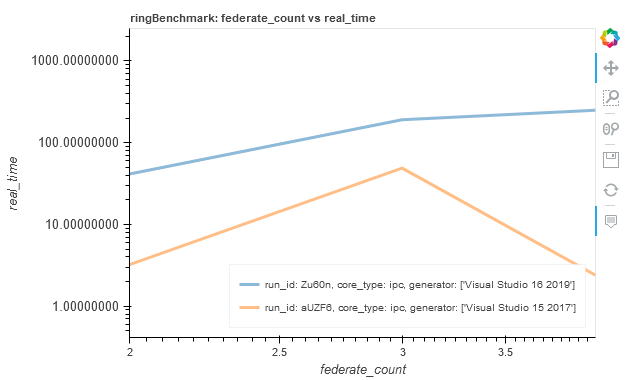 ringBenchmark: federate_count vs real_time
1000.00000000
100.00000000
10.00000000
1.00000000
real_time
run_id: Zu60n, core_type: ipc, generator: ['Visual Studio 16 2019']
run_id: aUZF6, core_type: ipc, generator: ['Visual Studio 15 2017']
2
2.5
3
3.5
federate_count